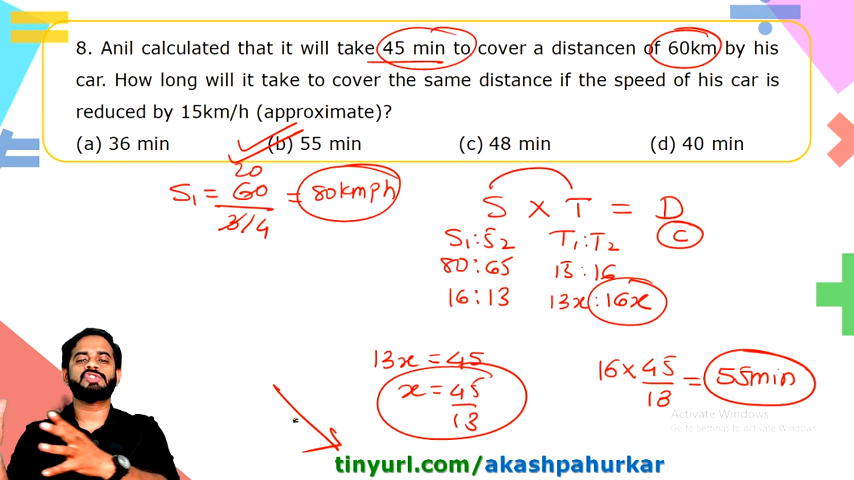 8. Anil calculated that it will take 45 min to cover a distancen of 60km by his
car. How long will it take to cover the same distance if the speed of his car is
reduced by 15km/h (approximate)?
(a) 36 min (b) 55 min (c) 48 min (d) 40 min
20
S₁ = 60 = 80kmph
3/4
S × T = D
S₁:S₂ T₁:T₂ C
80:65 13:16
16:13 13x:16x
13x = 45
x = 45
13
16 × 45 = 55min
13
Activate Windows
Go to Settings to activate Windows.
tinyurl.com/akashpahurkar